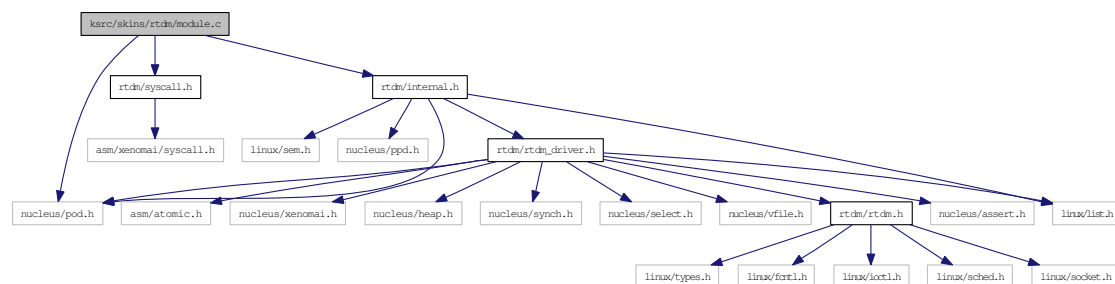 ksrc/skins/rtdm/module.c
rtdm/syscall.h
rtdm/internal.h
asm/xenomai/syscall.h
linux/sem.h
nucleus/ppd.h
rtdm/rtdm_driver.h
nucleus/pod.h
asm/atomic.h
nucleus/xenomai.h
nucleus/heap.h
nucleus/synch.h
nucleus/select.h
nucleus/vfile.h
rtdm/rtdm.h
nucleus/assert.h
linux/list.h
linux/types.h
linux/fcntl.h
linux/ioctl.h
linux/sched.h
linux/socket.h